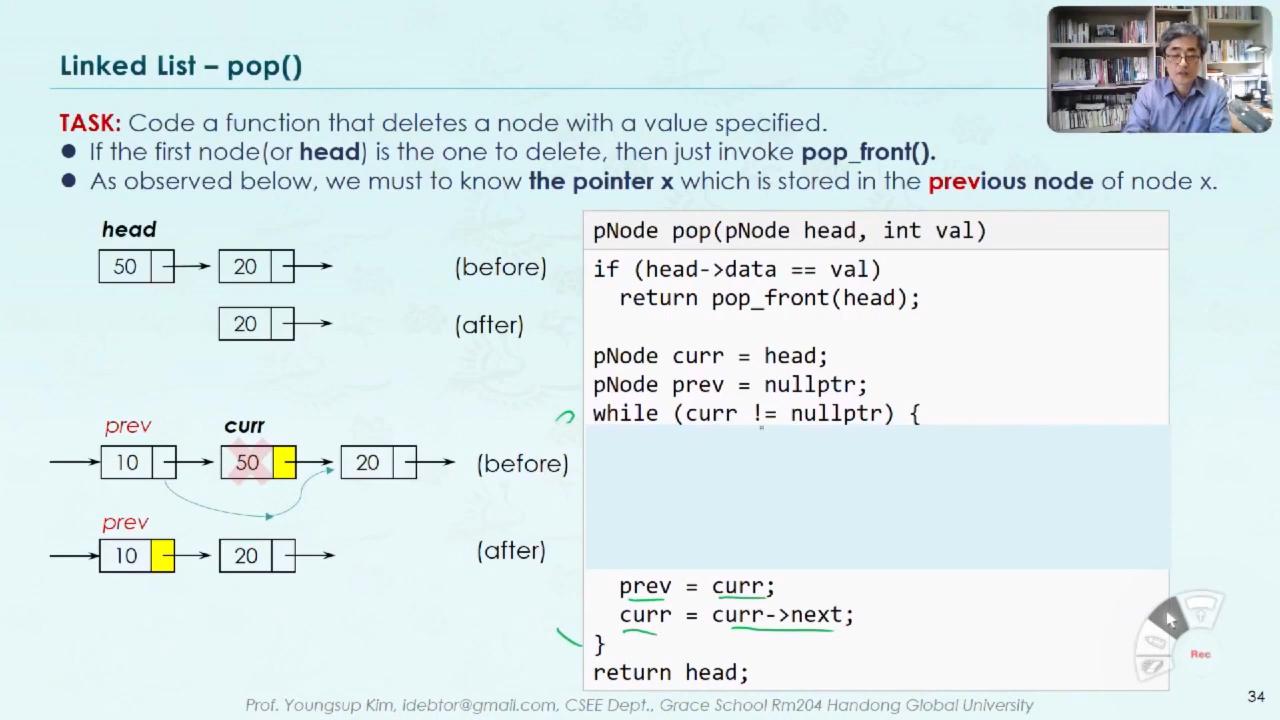 Linked List – pop()
TASK: Code a function that deletes a node with a value specified.
● If the first node(or head) is the one to delete, then just invoke pop_front().
● As observed below, we must to know the pointer x which is stored in the previous node of node x.
head
50 20 (before)
20 (after)
prev curr
10 50 20 (before)
prev
10 20 (after)
pNode pop(pNode head, int val)
if (head->data == val)
return pop_front(head);
pNode curr = head;
pNode prev = nullptr;
while (curr != nullptr) {
prev = curr;
curr = curr->next;
}
return head;
Rec
Prof. Youngsup Kim, idebtor@gmail.com, CSEE Dept., Grace School Rm204 Handong Global University
34